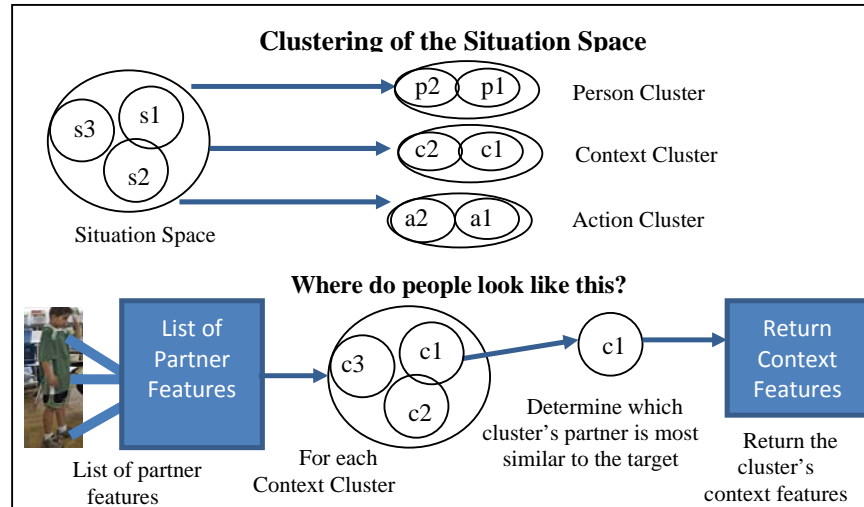 Clustering of the Situation Space
s3
s1
s2
Situation Space
p2
p1
Person Cluster
c2
c1
Context Cluster
a2
a1
Action Cluster
Where do people look like this?
List of
Partner
Features
List of partner
features
c3
c1
c2
For each
Context Cluster
c1
Determine which
cluster’s partner is most
similar to the target
Return
Context
Features
Return the
cluster’s
context features